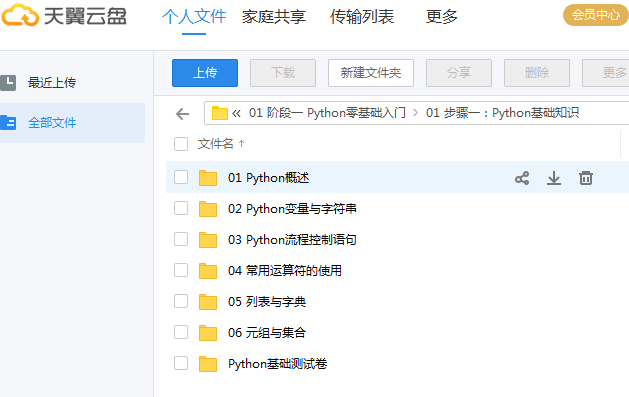 天翼云盘 个人文件 家庭共享 传输列表 更多 会员中心
最近上传
全部文件
上传 下载 新建文件夹 分享 删除 更多
« 01 阶段一 Python零基础入门 > 01 步骤一：Python基础知识
文件名 ↑
01 Python概述
02 Python变量与字符串
03 Python流程控制语句
04 常用运算符的使用
05 列表与字典
06 元组与集合
Python基础测试卷